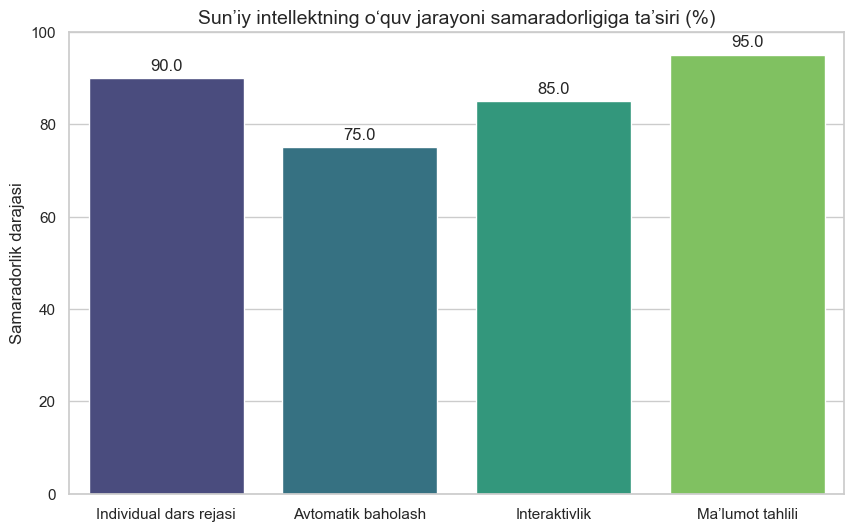 Sun’iy intellektning o‘quv jarayoni samaradorligiga ta’siri (%)
Samaradorlik darajasi
100
80
60
40
20
0
90.0
75.0
85.0
95.0
Individual dars rejasi
Avtomatik baholash
Interaktivlik
Ma’lumot tahlili